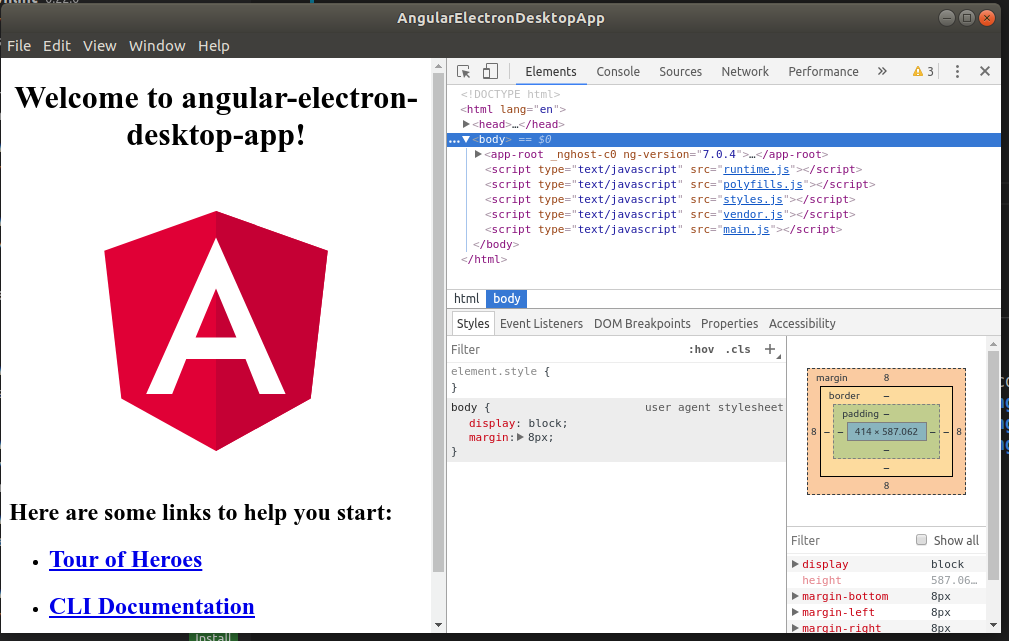 AngularElectronDesktopApp
File Edit View Window Help
Welcome to angular-electron-
desktop-app!
A
Here are some links to help you start:
• Tour of Heroes
• CLI Documentation
Elements Console Sources Network Performance » 3
<!DOCTYPE html>
<html lang="en">
<head>…</head>
<body> == $0
<app-root _nghost-c0 ng-version="7.0.4">…</app-root>
<script type="text/javascript" src="runtime.js"></script>
<script type="text/javascript" src="polyfills.js"></script>
<script type="text/javascript" src="styles.js"></script>
<script type="text/javascript" src="vendor.js"></script>
<script type="text/javascript" src="main.js"></script>
</body>
</html>
html body
Styles Event Listeners DOM Breakpoints Properties Accessibility
Filter :hov .cls +
element.style {
}
body { user agent stylesheet
display: block;
margin: 8px;
}
margin 8
border –
padding –
8 – – 414 × 587.062 – – 8
–
–
8
Filter Show all
display block
height 587.06…
margin-bottom 8px
margin-left 8px
margin-right 8px
Install